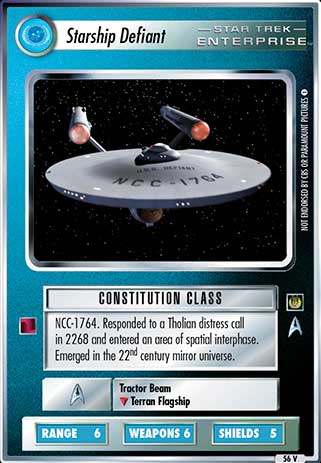 Starship Defiant
STAR TREK
ENTERPRISE
U.S.S. DEFIANT
NCC-1764
NOT ENDORSED BY CBS OR PARAMOUNT PICTURES
CONSTITUTION CLASS
NCC-1764. Responded to a Tholian distress call
in 2268 and entered an area of spatial interphase.
Emerged in the 22nd century mirror universe.
Tractor Beam
Terran Flagship
RANGE 6 WEAPONS 6 SHIELDS 5
56 V